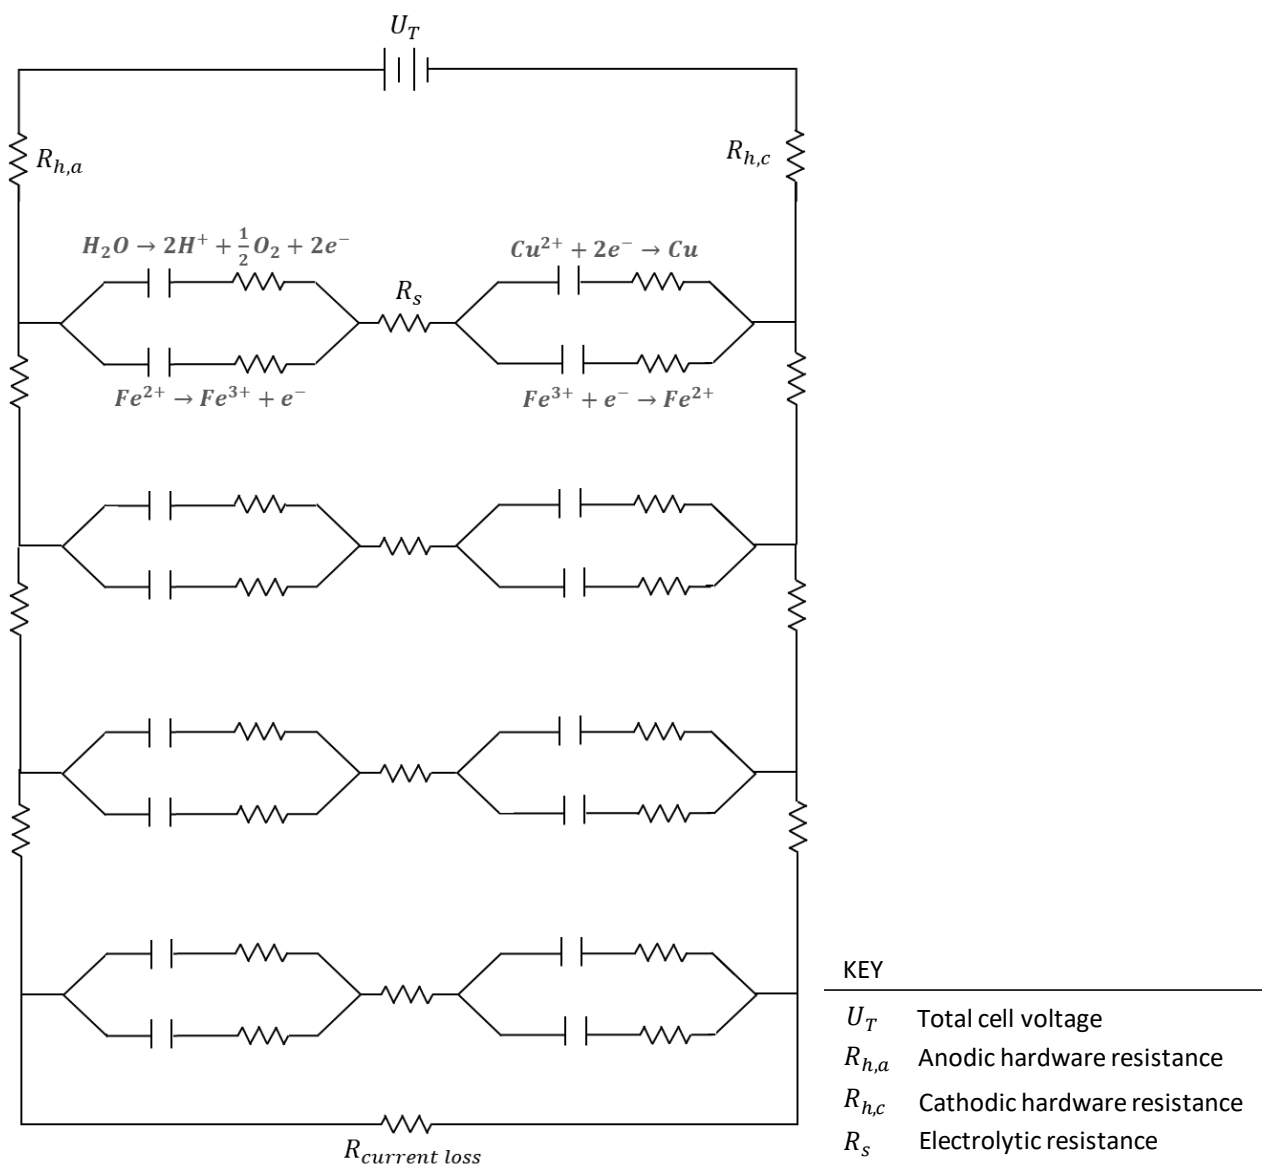 U_T
R_{h,a}
R_{h,c}
H_2O → 2H^+ + \frac{1}{2}O_2 + 2e^-
Cu^{2+} + 2e^- → Cu
R_s
Fe^{2+} → Fe^{3+} + e^-
Fe^{3+} + e^- → Fe^{2+}
R_{current loss}
KEY
U_T Total cell voltage
R_{h,a} Anodic hardware resistance
R_{h,c} Cathodic hardware resistance
R_s Electrolytic resistance